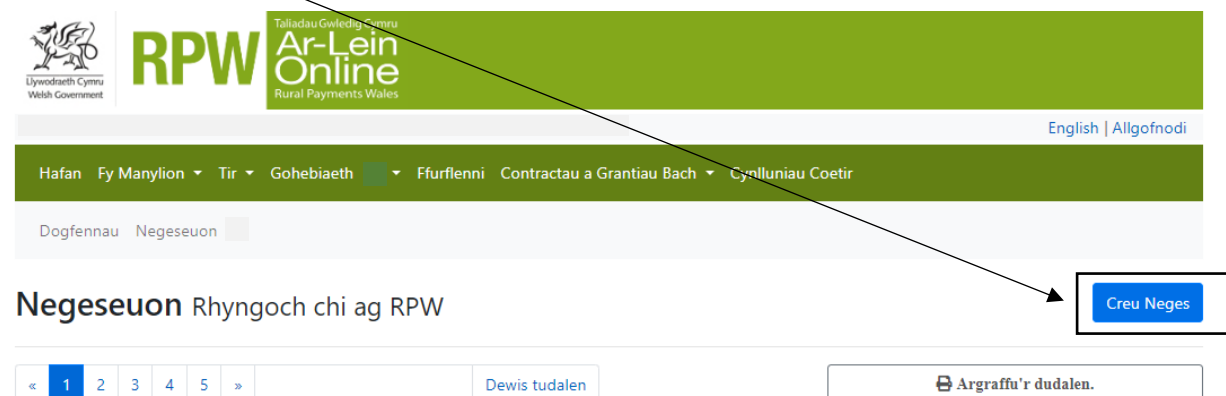 Taliadau Gwledig Cymru
RPW Ar-Lein
Online
Rural Payments Wales
Llywodraeth Cymru
Welsh Government
English | Allgofnodi
Hafan Fy Manylion Tir Gohebiaeth Ffurflenni Contractau a Grantiau Bach Cynlluniau Coetir
Dogfennau Negeseuon
Negeseuon Rhyngoch chi ag RPW
Creu Neges
« 1 2 3 4 5 » Dewis tudalen
Argraffu'r dudalen.